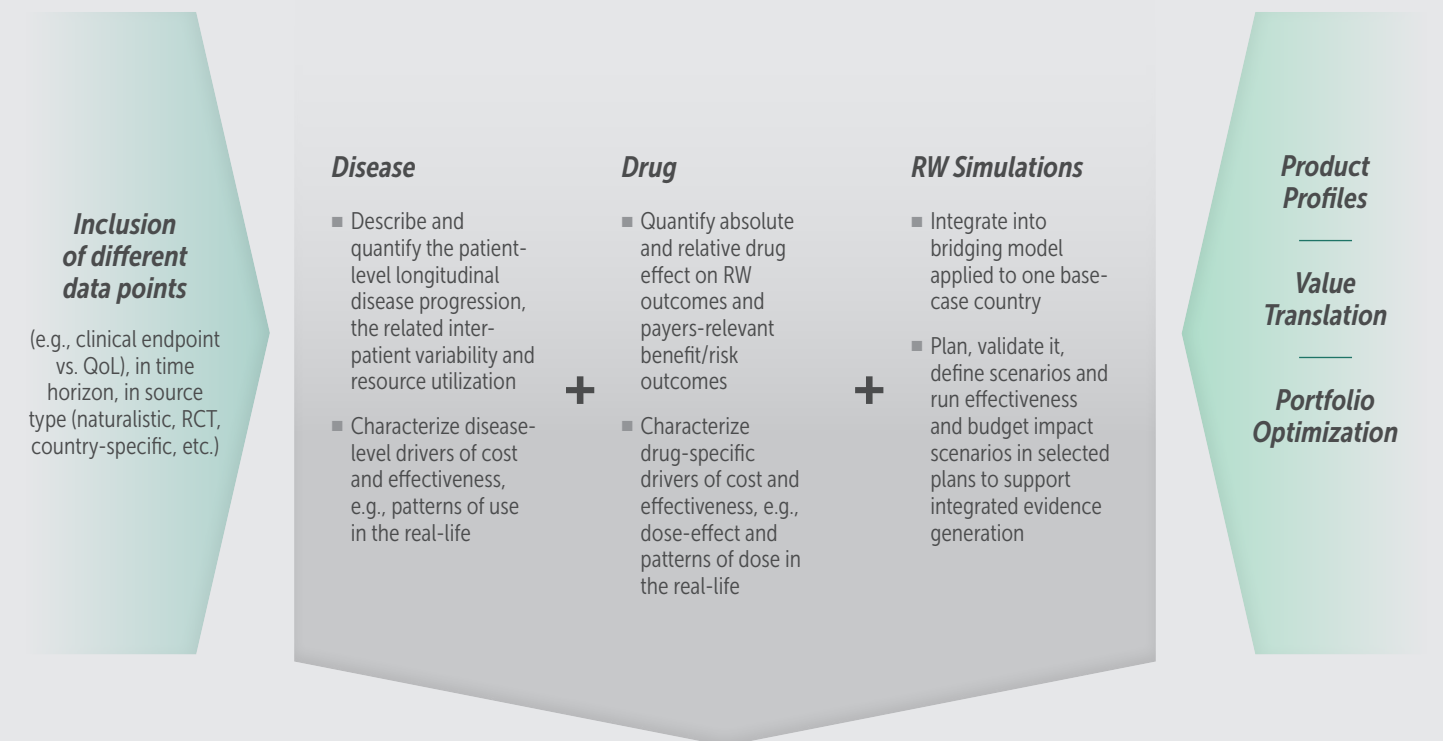 Inclusion
of different
data points
(e.g., clinical endpoint
vs. QoL), in time
horizon, in source
type (naturalistic, RCT,
country-specific, etc.)
Disease
■ Describe and
quantify the patient-
level longitudinal
disease progression,
the related inter-
patient variability and
resource utilization
■ Characterize disease-
level drivers of cost
and effectiveness,
e.g., patterns of use
in the real-life
+
Drug
■ Quantify absolute
and relative drug
effect on RW
outcomes and
payers-relevant
benefit/risk
outcomes
■ Characterize
drug-specific
drivers of cost and
effectiveness, e.g.,
dose-effect and
patterns of dose in
the real-life
+
RW Simulations
■ Integrate into
bridging model
applied to one base-
case country
■ Plan, validate it,
define scenarios and
run effectiveness
and budget impact
scenarios in selected
plans to support
integrated evidence
generation
Product
Profiles
Value
Translation
Portfolio
Optimization